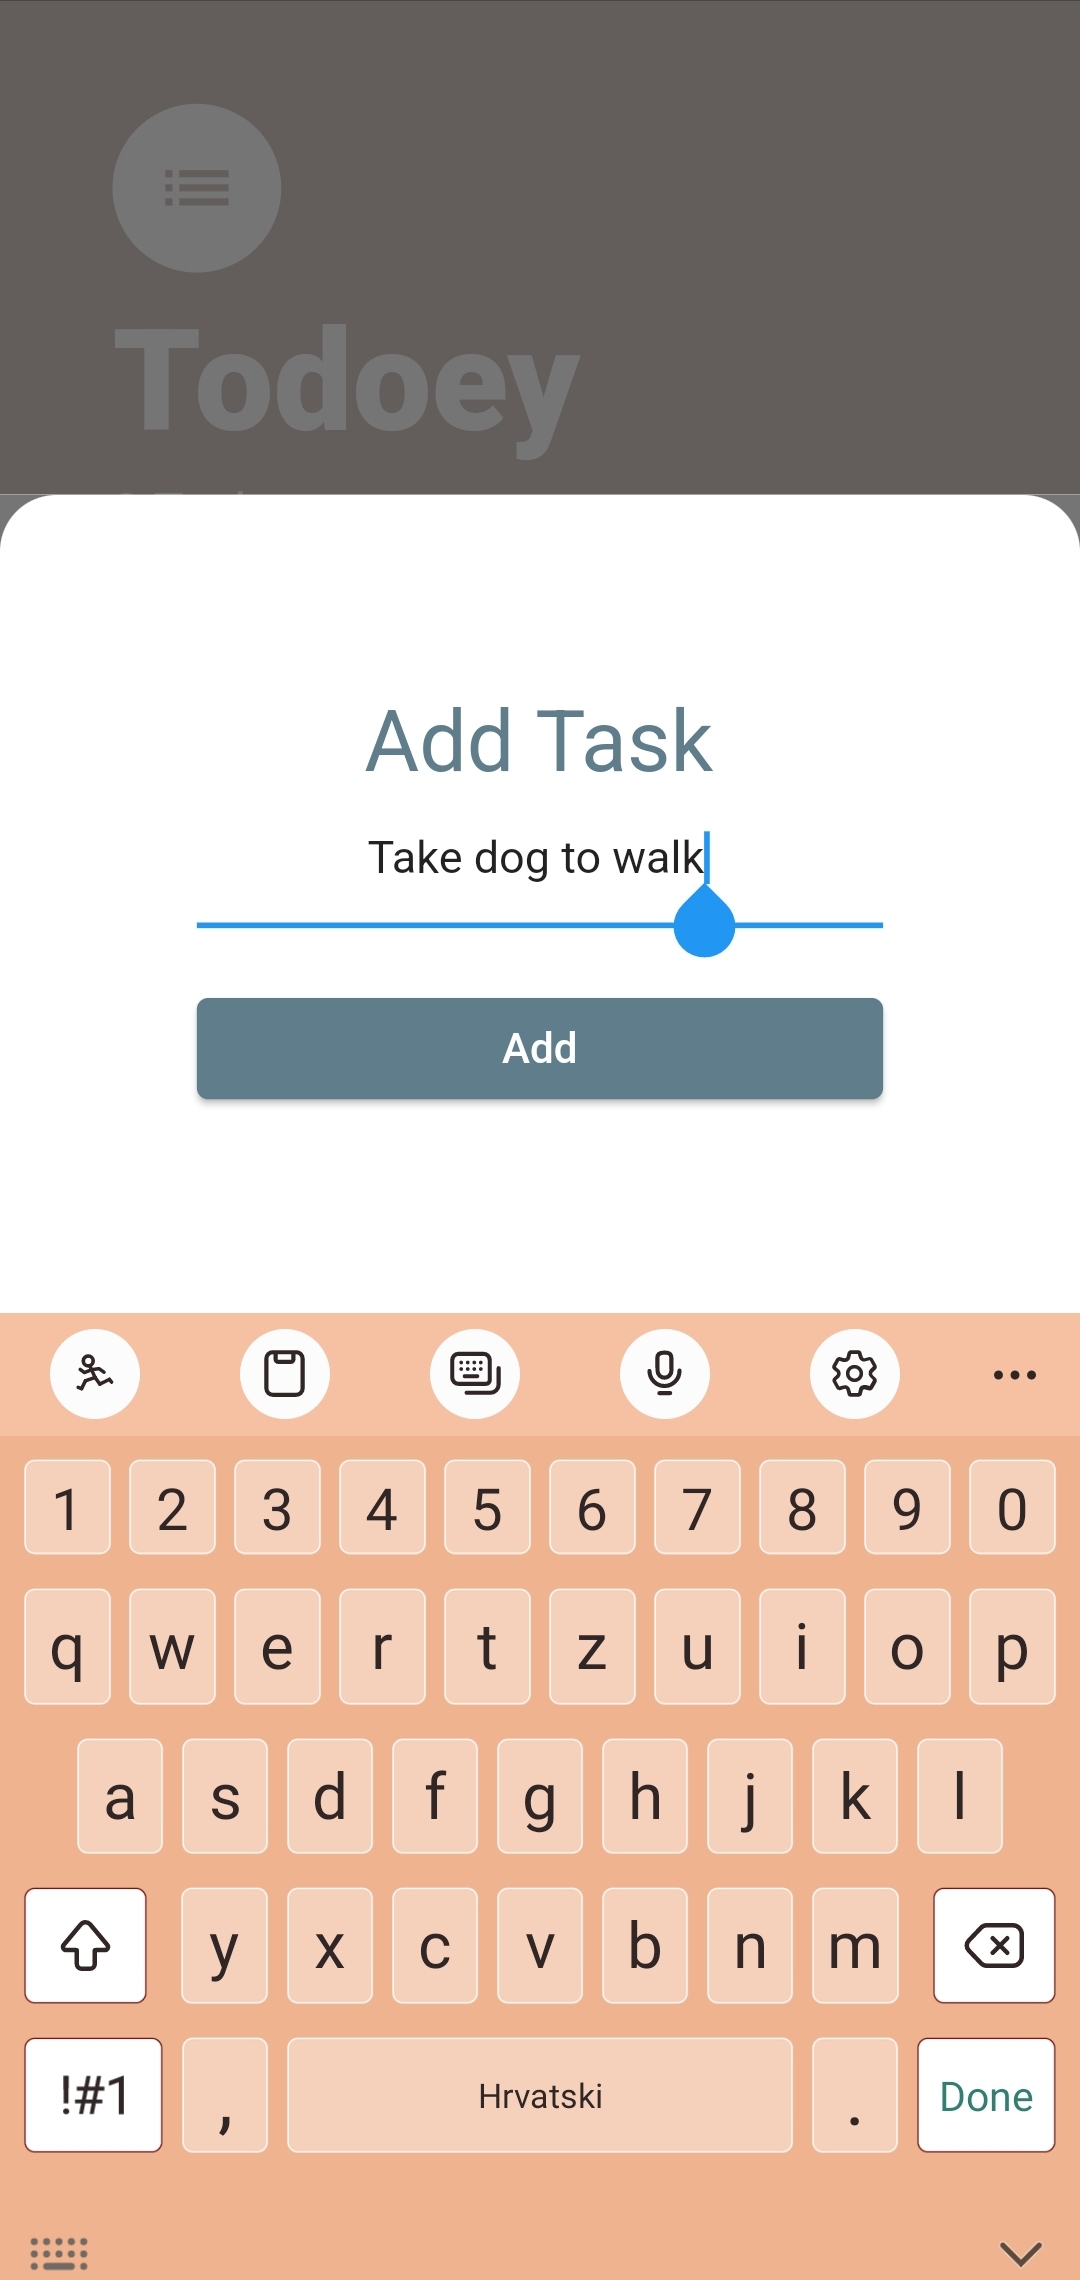 Todoey
Add Task
Take dog to walk
Add
1 2 3 4 5 6 7 8 9 0
q w e r t z u i o p
a s d f g h j k l
y x c v b n m
!#1 , Hrvatski . Done